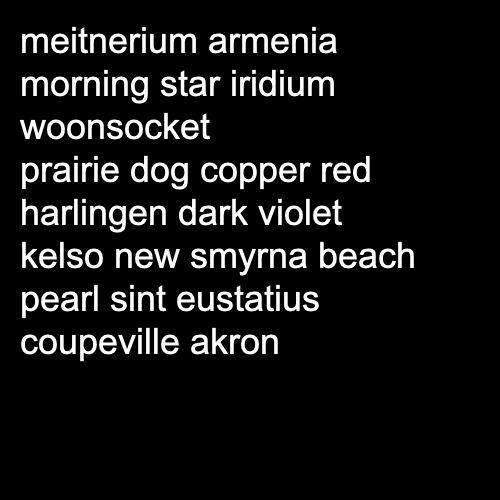 meitnerium armenia
morning star iridium
woonsocket
prairie dog copper red
harlingen dark violet
kelso new smyrna beach
pearl sint eustatius
coupeville akron